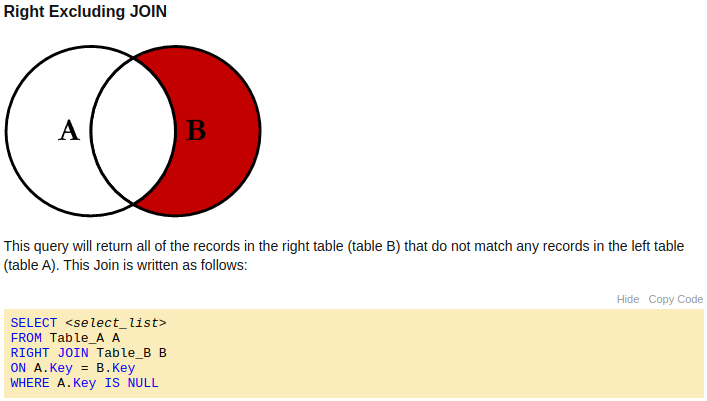 Right Excluding JOIN
A B
This query will return all of the records in the right table (table B) that do not match any records in the left table
(table A). This Join is written as follows:
Hide Copy Code
SELECT <select_list>
FROM Table_A A
RIGHT JOIN Table_B B
ON A.Key = B.Key
WHERE A.Key IS NULL